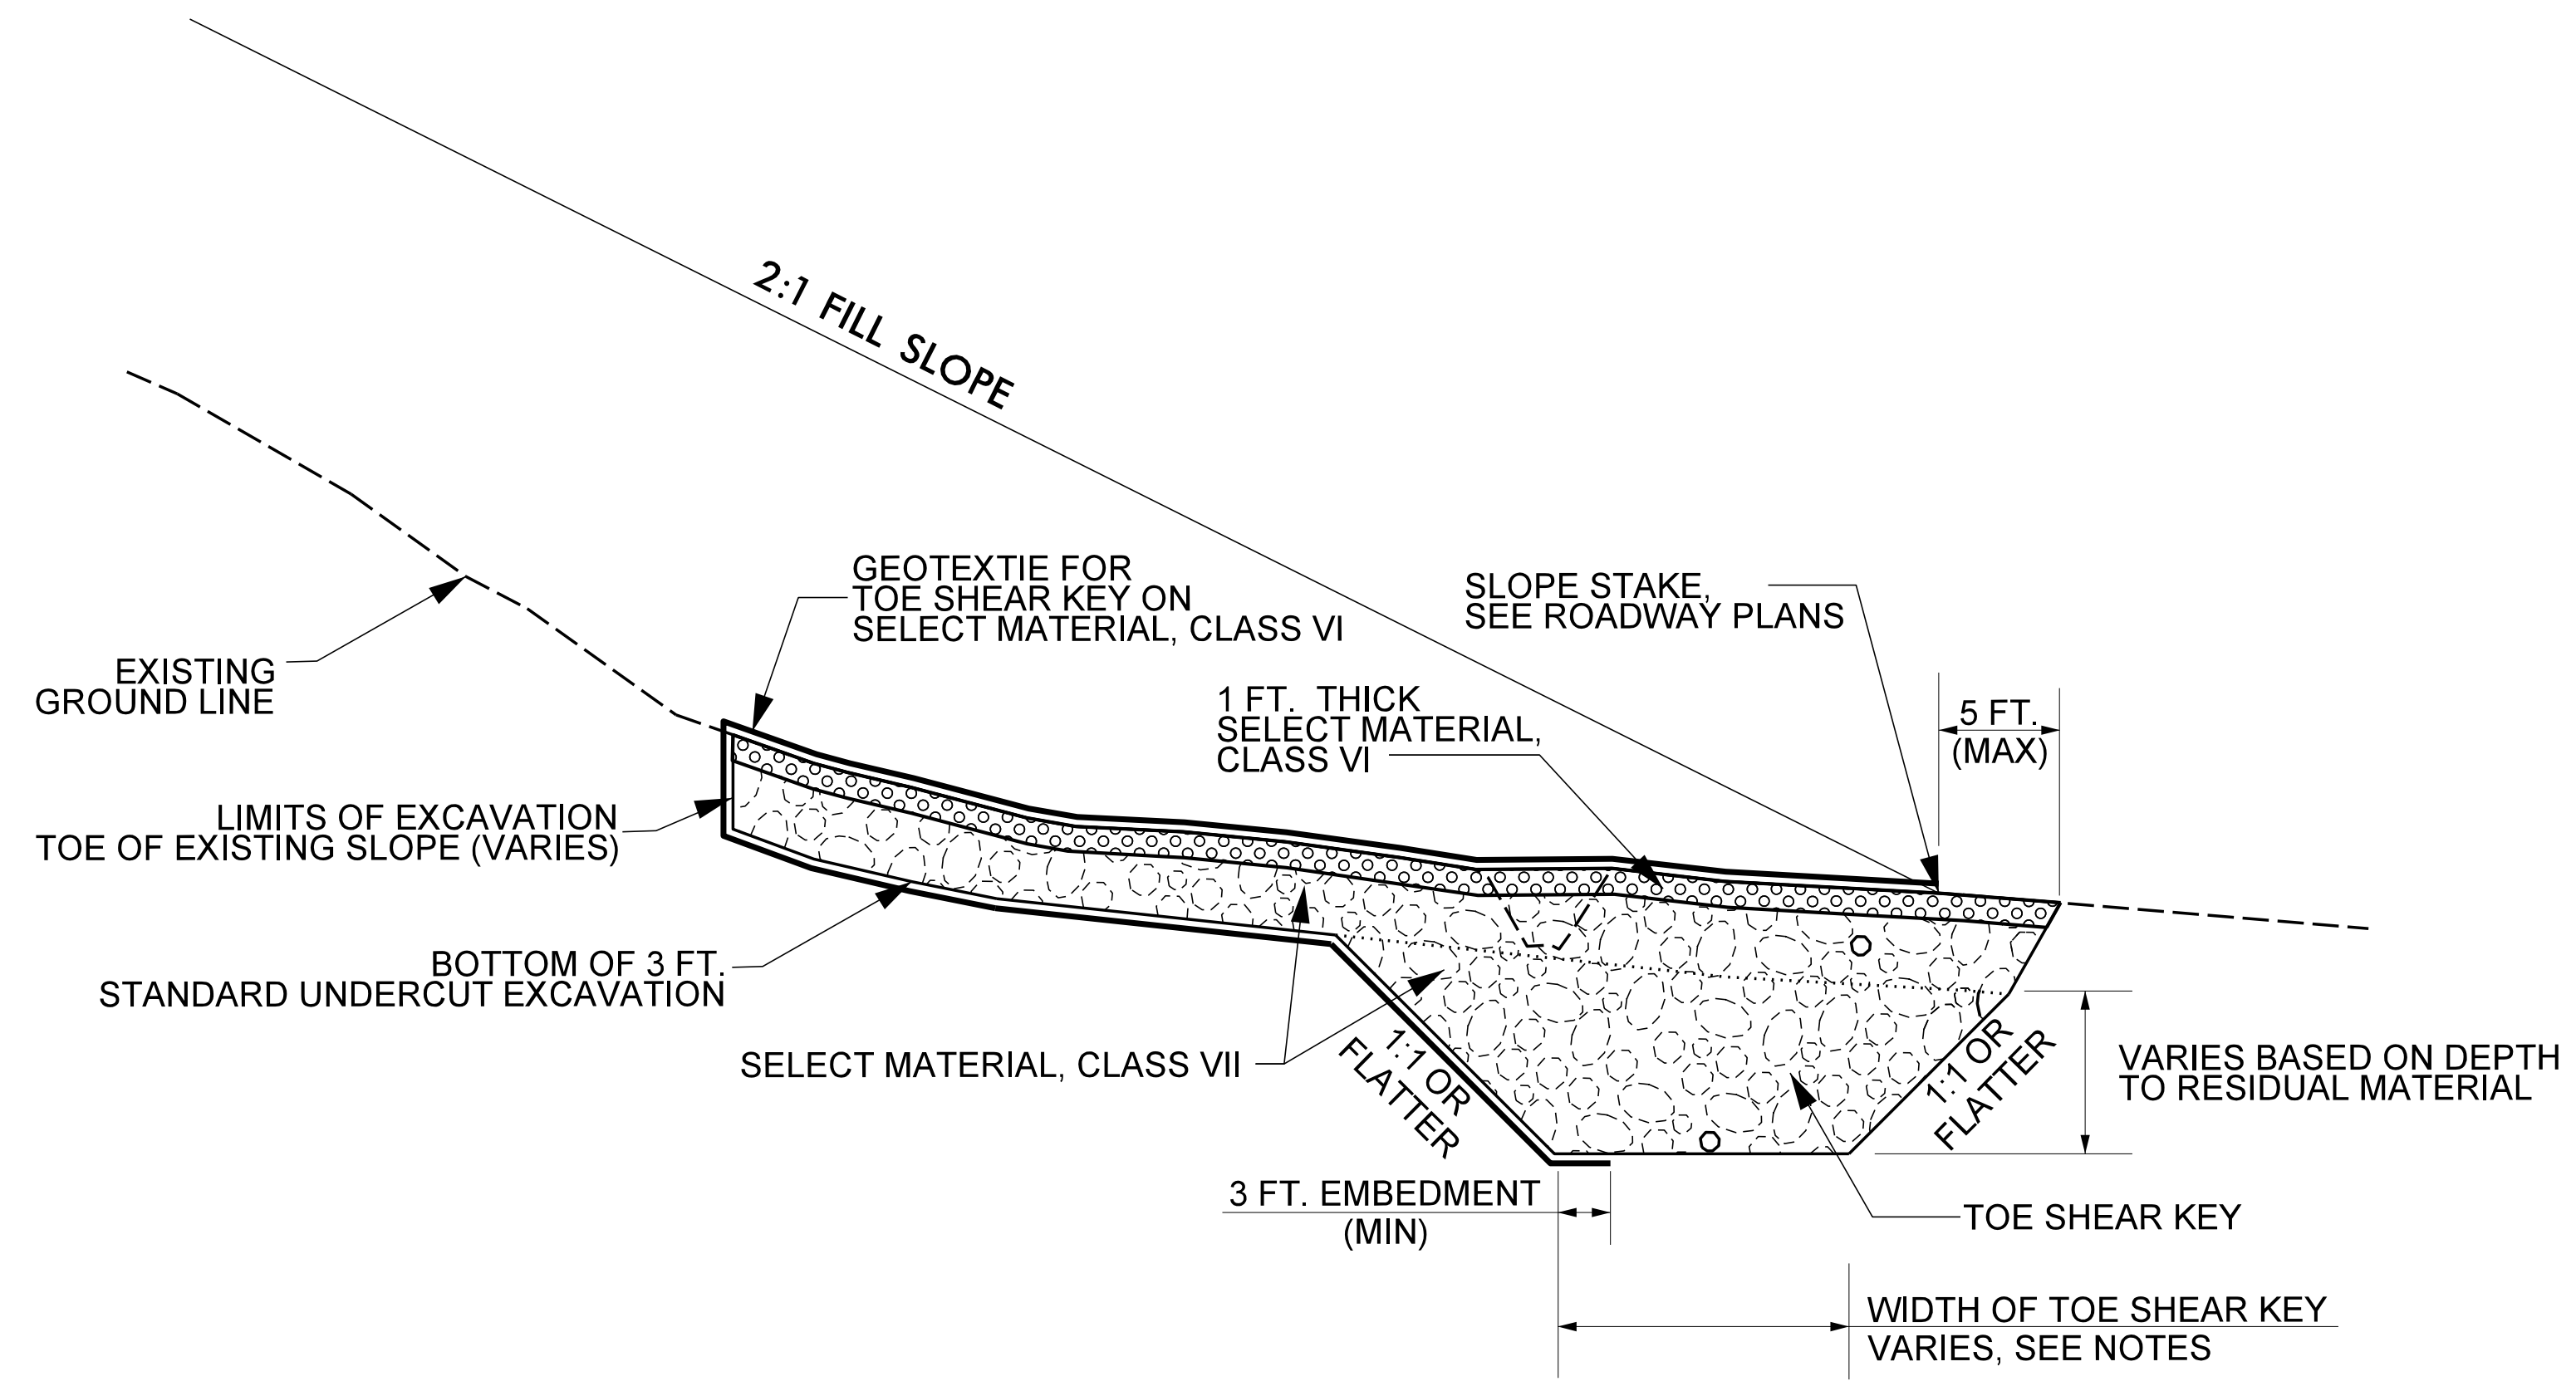 2:1 FILL SLOPE
GEOTEXTIE FOR
TOE SHEAR KEY ON
SELECT MATERIAL, CLASS VI
SLOPE STAKE,
SEE ROADWAY PLANS
EXISTING
GROUND LINE
1 FT. THICK
SELECT MATERIAL,
CLASS VI
5 FT.
(MAX)
LIMITS OF EXCAVATION
TOE OF EXISTING SLOPE (VARIES)
BOTTOM OF 3 FT.
STANDARD UNDERCUT EXCAVATION
SELECT MATERIAL, CLASS VII
1:1 OR
FLATTER
1:1 OR
FLATTER
VARIES BASED ON DEPTH
TO RESIDUAL MATERIAL
3 FT. EMBEDMENT
(MIN)
TOE SHEAR KEY
WIDTH OF TOE SHEAR KEY
VARIES, SEE NOTES